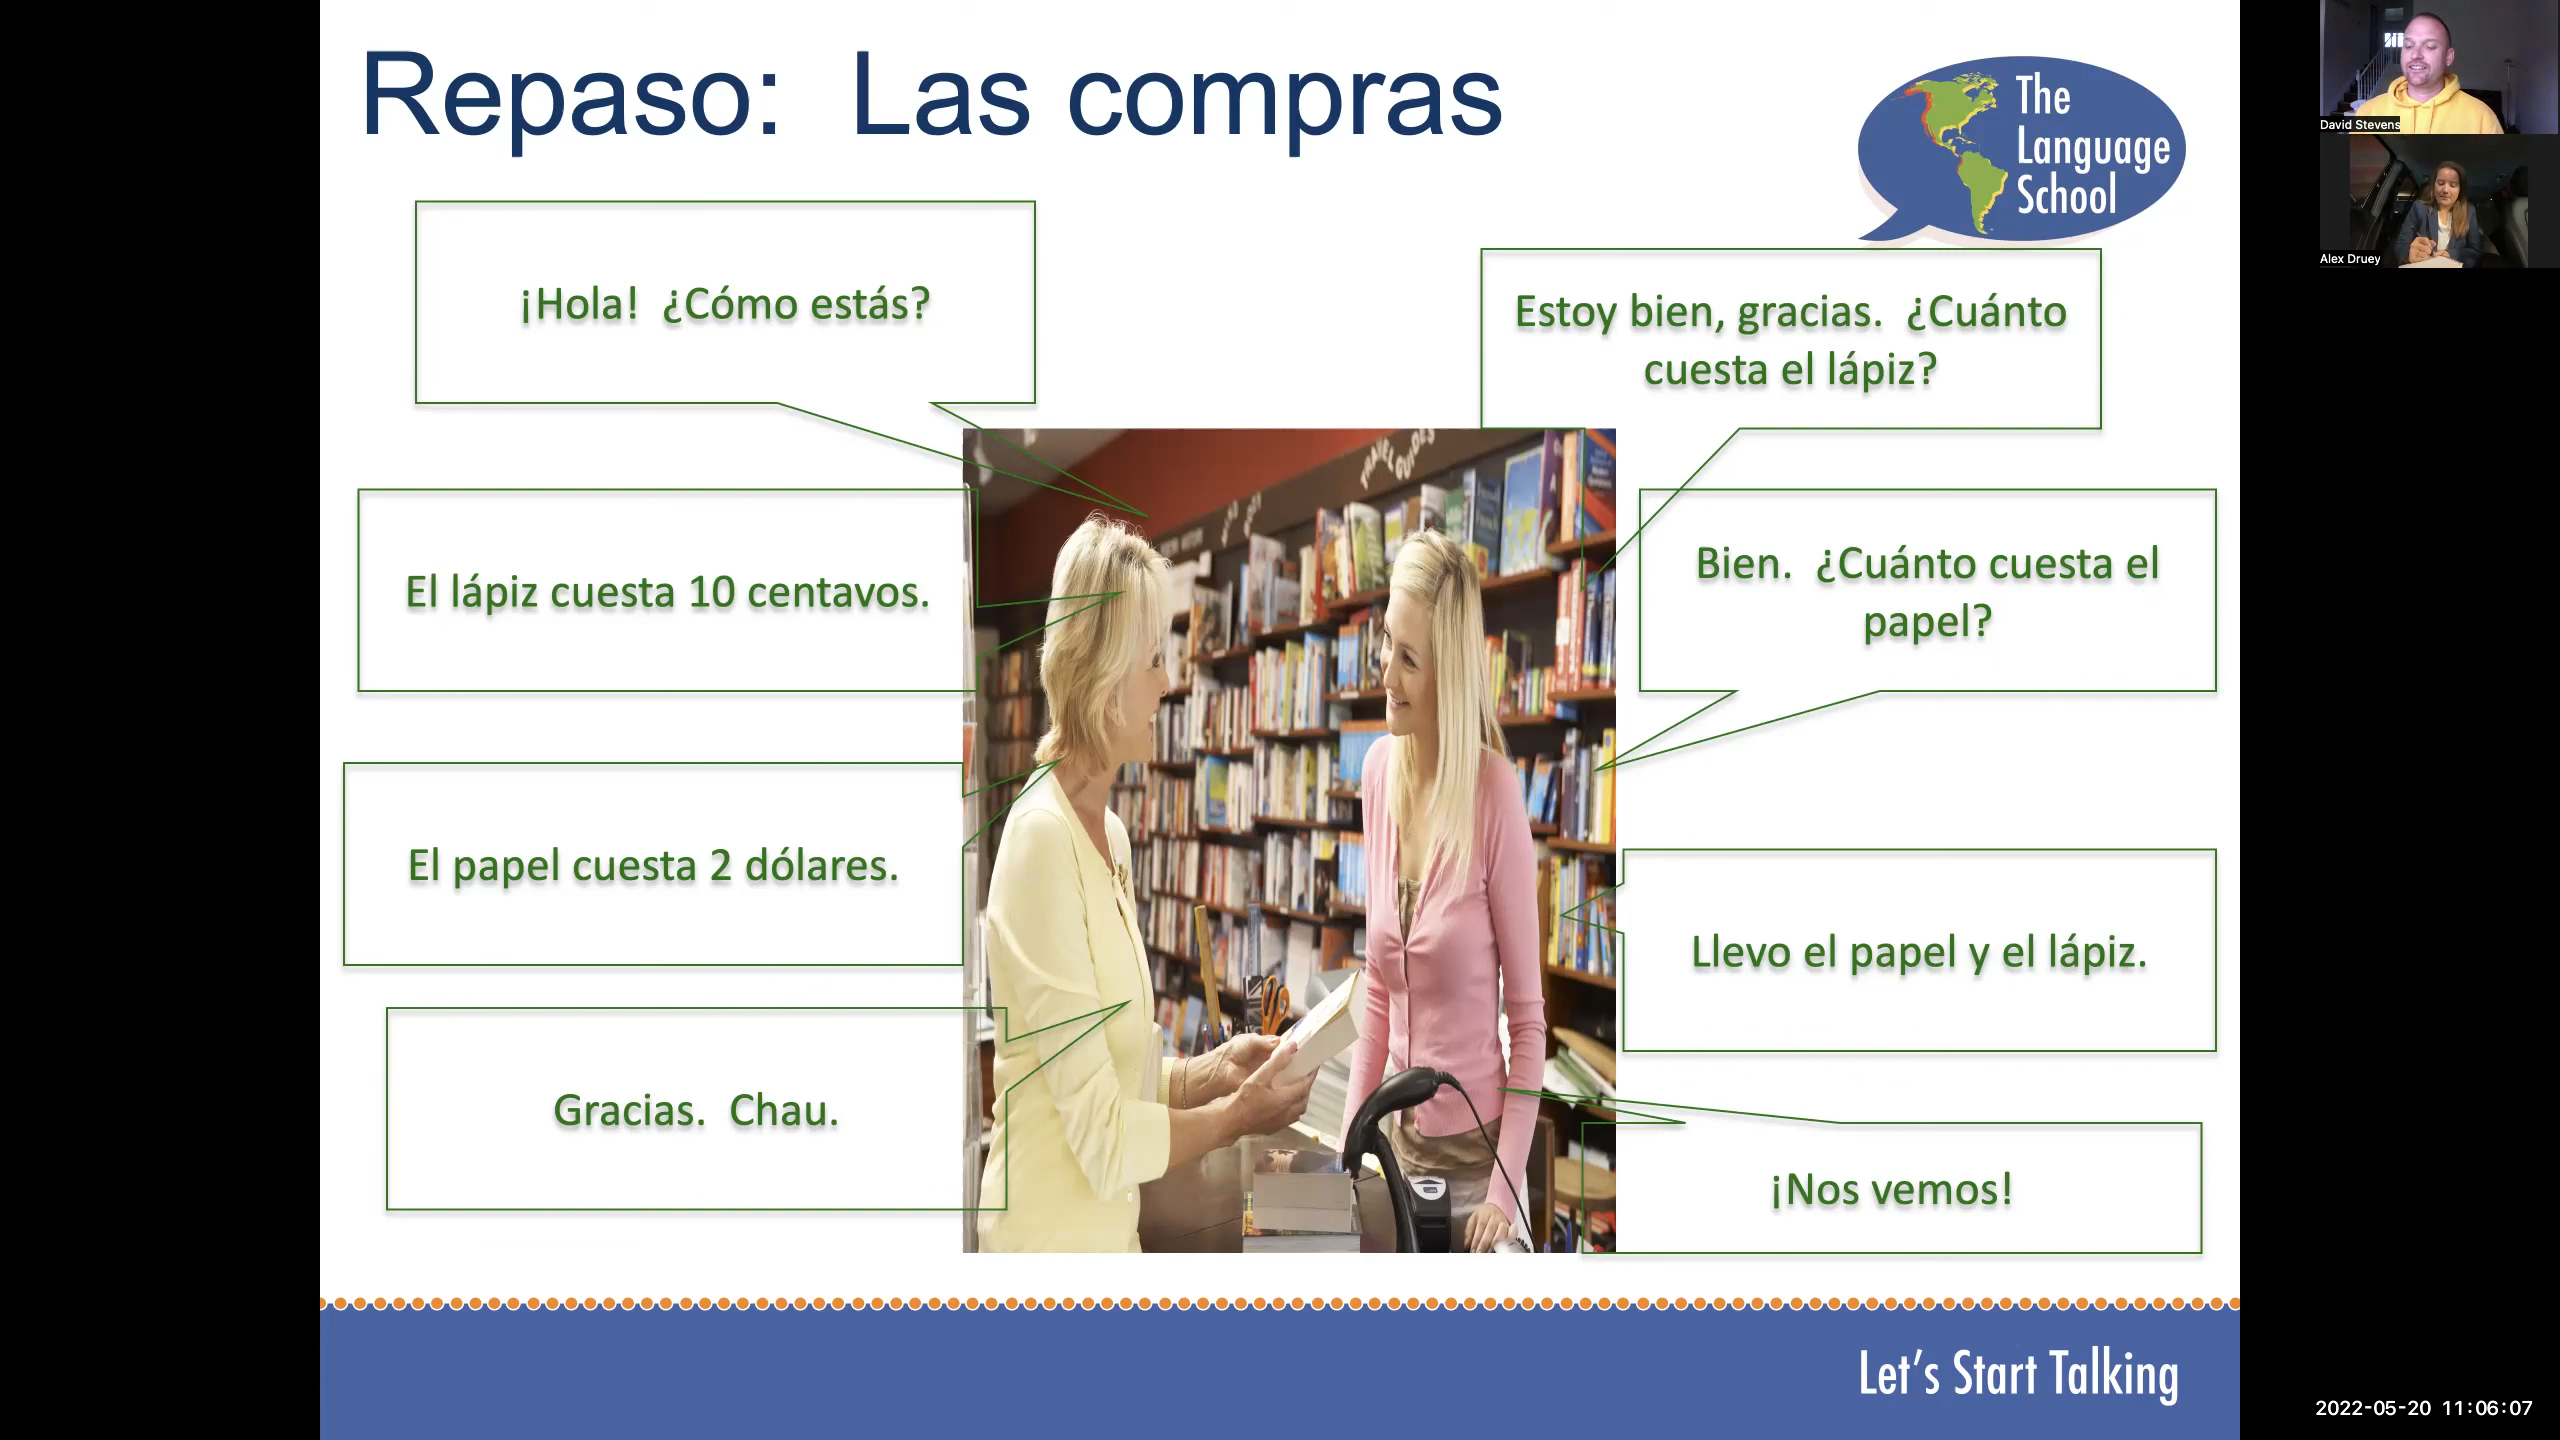 Repaso:  Las compras
The
Language
School
David Stevens
Alex Druey
¡Hola!  ¿Cómo estás?
Estoy bien, gracias.  ¿Cuánto
cuesta el lápiz?
El lápiz cuesta 10 centavos.
Bien.  ¿Cuánto cuesta el
papel?
El papel cuesta 2 dólares.
Llevo el papel y el lápiz.
Gracias.  Chau.
¡Nos vemos!
TRAVEL GUIDES
Let's Start Talking
2022-05-20 11:06:07